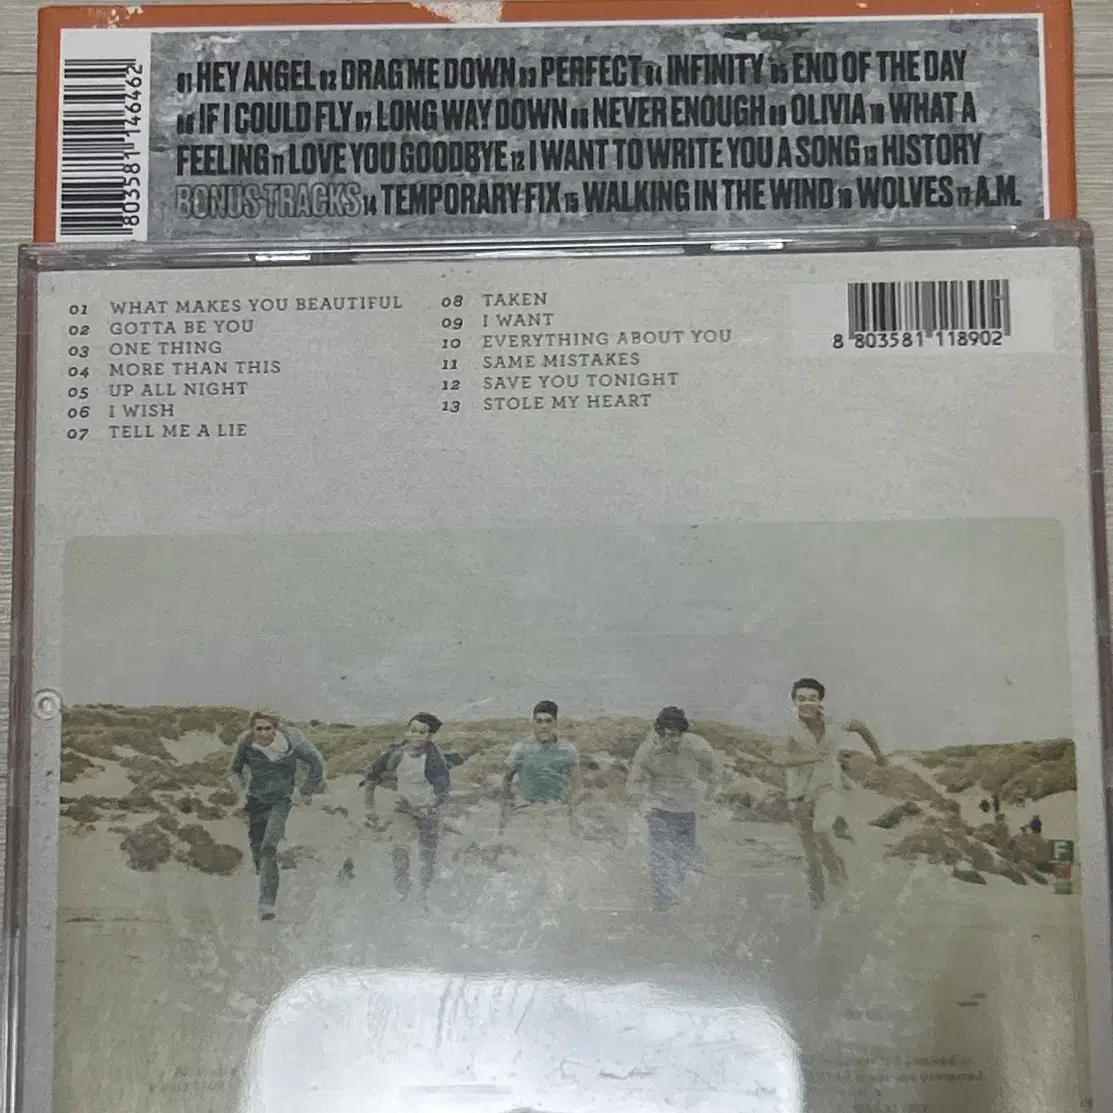 01 HEY ANGEL 02 DRAG ME DOWN 03 PERFECT 04 INFINITY 05 END OF THE DAY
06 IF I COULD FLY 07 LONG WAY DOWN 08 NEVER ENOUGH 09 OLIVIA 10 WHAT A
FEELING 11 LOVE YOU GOODBYE 12 I WANT TO WRITE YOU A SONG 13 HISTORY
BONUS TRACKS 14 TEMPORARY FIX 15 WALKING IN THE WIND 16 WOLVES 17 A.M.
803581 146462
01 WHAT MAKES YOU BEAUTIFUL
02 GOTTA BE YOU
03 ONE THING
04 MORE THAN THIS
05 UP ALL NIGHT
06 I WISH
07 TELL ME A LIE
08 TAKEN
09 I WANT
10 EVERYTHING ABOUT YOU
11 SAME MISTAKES
12 SAVE YOU TONIGHT
13 STOLE MY HEART
8 803581 118902
F